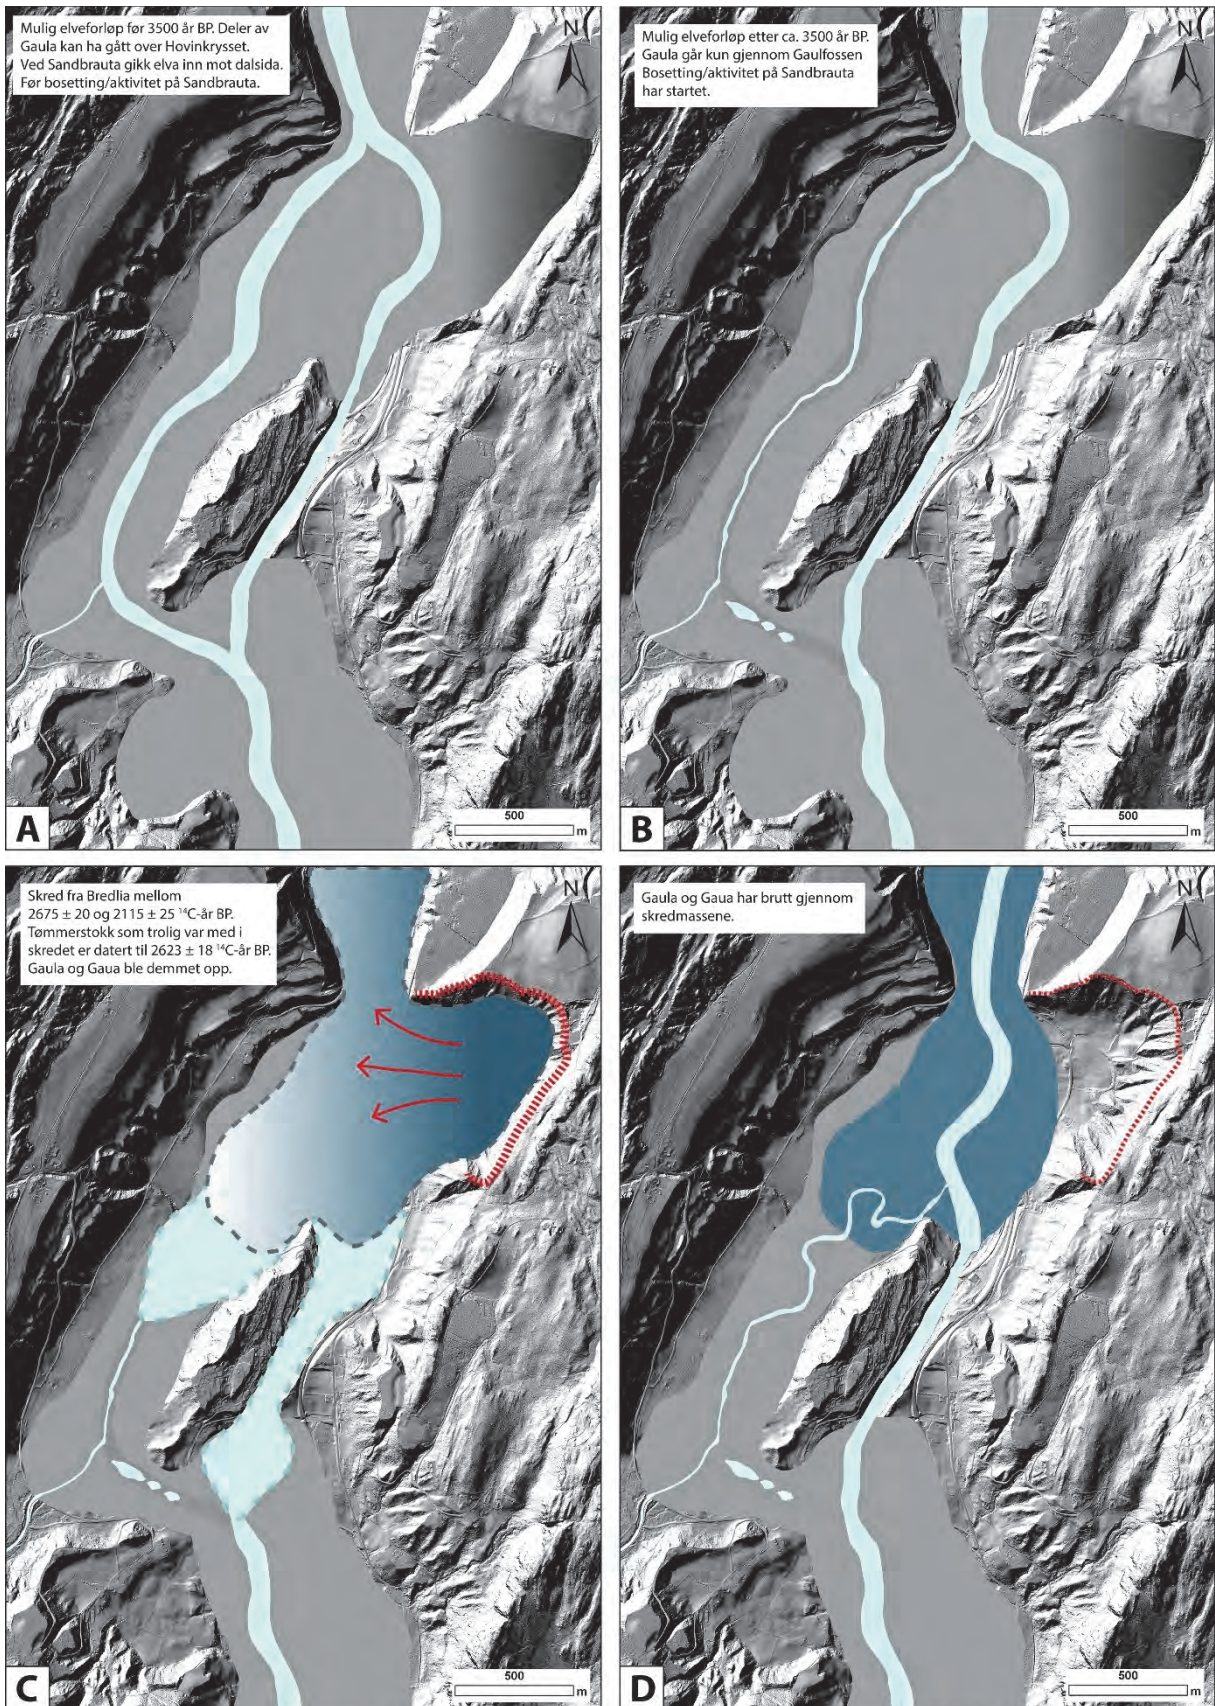 Mulig elveforløp før 3500 år BP. Deler av
Gaula kan ha gått over Hovinkrysset.
Ved Sandbrauta gikk elva inn mot dalsida.
Før bosetting/aktivitet på Sandbrauta.
N
A
500
m
Mulig elveforløp etter ca. 3500 år BP.
Gaula går kun gjennom Gaulfossen
Bosetting/aktivitet på Sandbrauta
har startet.
N
B
500
m
Skred fra Bredlia mellom
2675 ± 20 og 2115 ± 25 ¹⁴C-år BP.
Tømmerstokk som trolig var med i
skredet er datert til 2623 ± 18 ¹⁴C-år BP.
Gaula og Gaua ble demmet opp.
N
C
500
m
Gaula og Gaua har brutt gjennom
skredmassene.
N
D
500
m